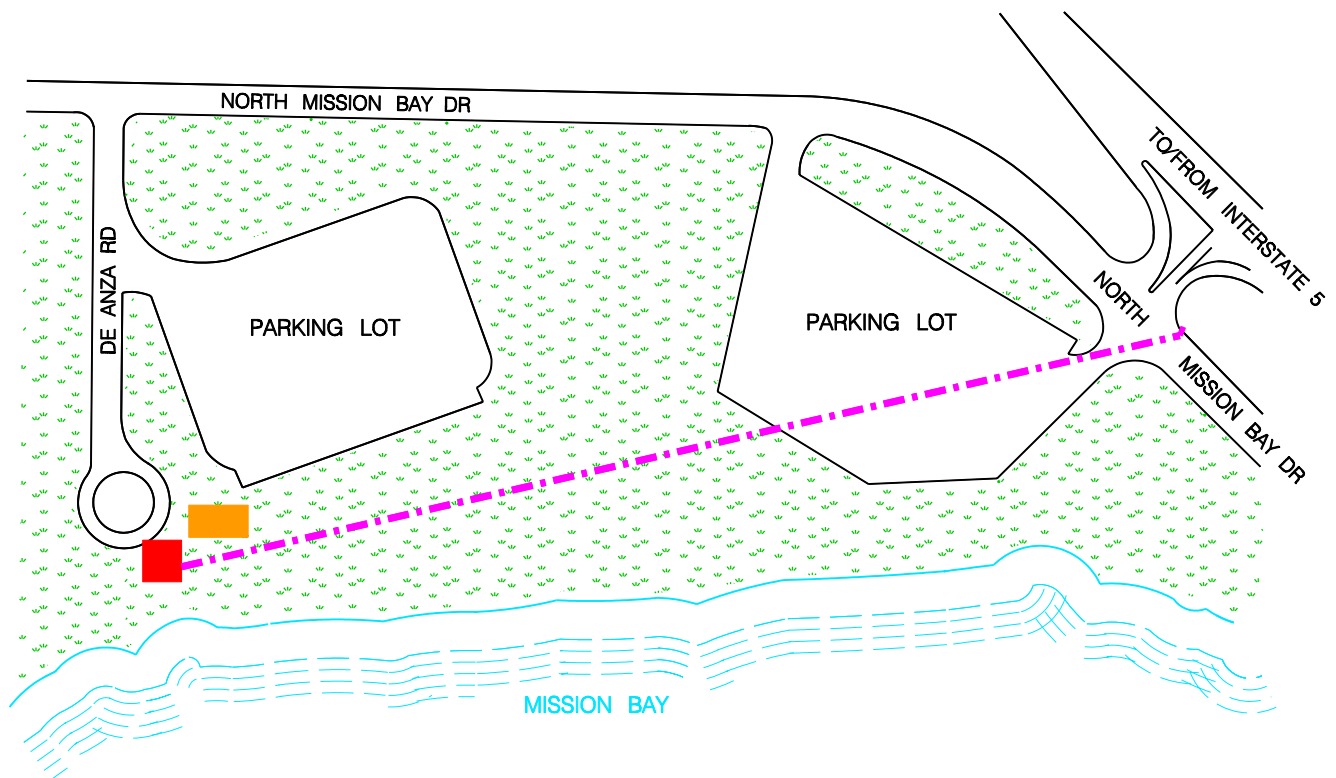 NORTH MISSION BAY DR
TO/FROM INTERSTATE 5
DE ANZA RD
NORTH
MISSION BAY DR
PARKING LOT
PARKING LOT
MISSION BAY